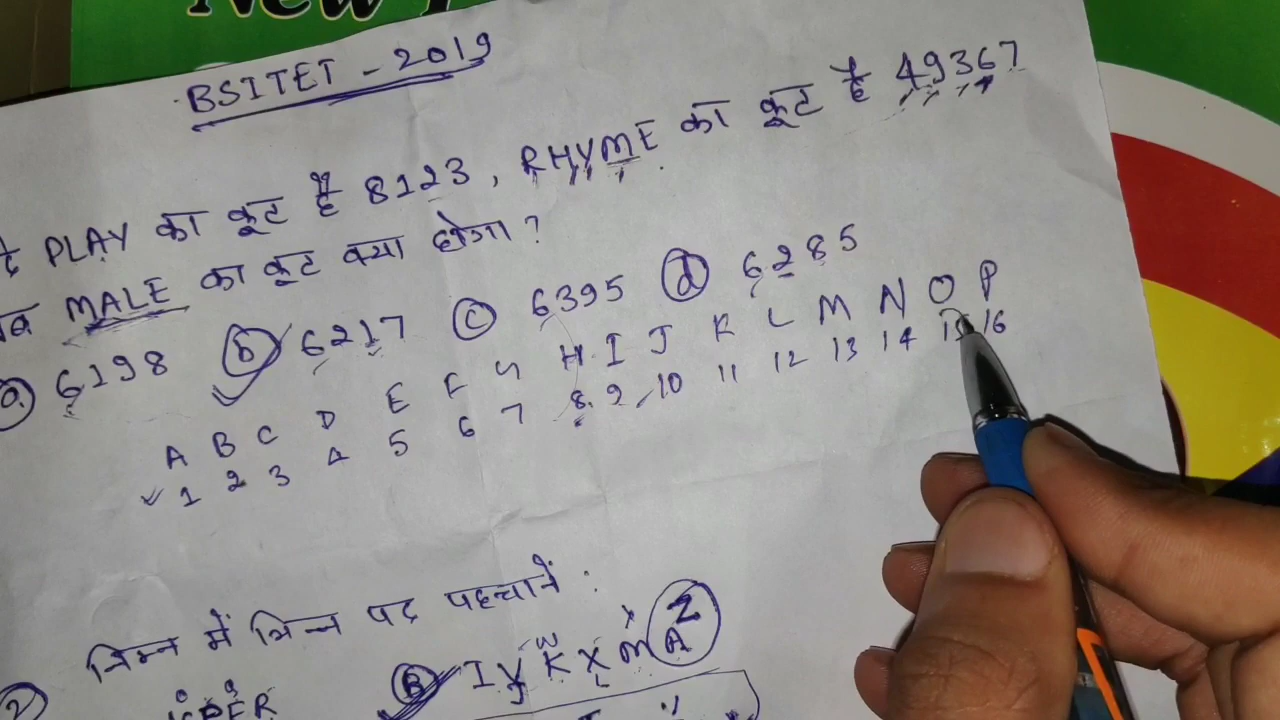 BSITET - 2019
PLAY का कूट है 8123, RHYME का कूट है 49367
MALE का कूट क्या होगा ?
a 6198 b 6217 c 6395 d 6285
A B C D E F G H I J K L M N O P
1 2 3 4 5 6 7 8 9 10 11 12 13 14 15 16
निम्न में भिन्न पद पहचानें :
2) B I V K X M A Z